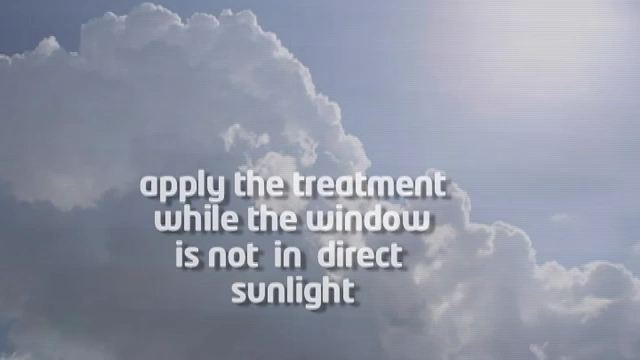 apply the treatment
while the window
is not in direct
sunlight